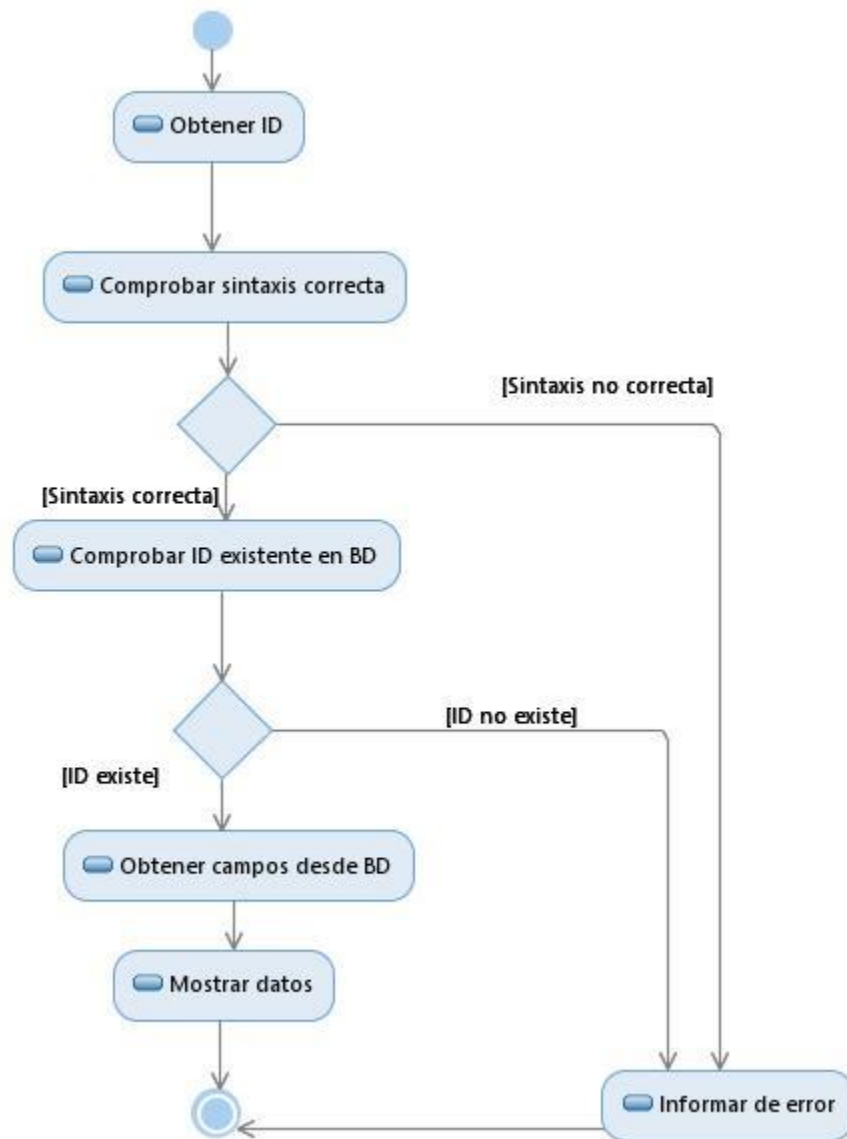 Obtener ID
Comprobar sintaxis correcta
[Sintaxis no correcta]
[Sintaxis correcta]
Comprobar ID existente en BD
[ID no existe]
[ID existe]
Obtener campos desde BD
Mostrar datos
Informar de error